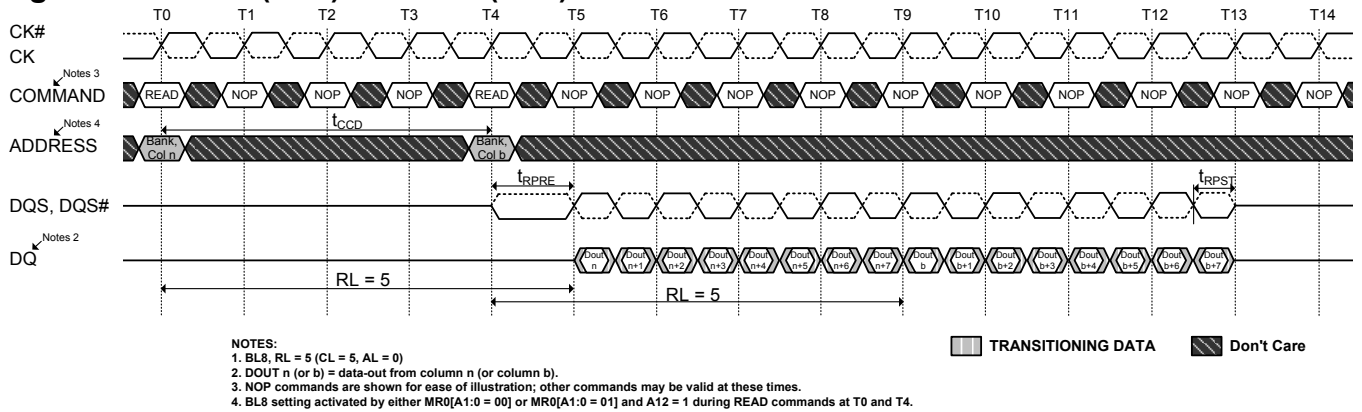 T0 T1 T2 T3 T4 T5 T6 T7 T8 T9 T10 T11 T12 T13 T14
CK#
CK
Notes 3
COMMAND READ NOP NOP NOP READ NOP NOP NOP NOP NOP NOP NOP NOP NOP NOP
tCCD
Notes 4
ADDRESS Bank, Col n Bank, Col b
tRPRE tRPST
DQS, DQS#
Notes 2
DQ Dout n Dout n+1 Dout n+2 Dout n+3 Dout n+4 Dout n+5 Dout n+6 Dout n+7 Dout b Dout b+1 Dout b+2 Dout b+3 Dout b+4 Dout b+5 Dout b+6 Dout b+7
RL = 5 RL = 5
NOTES:
1. BL8, RL = 5 (CL = 5, AL = 0)
2. DOUT n (or b) = data-out from column n (or column b).
3. NOP commands are shown for ease of illustration; other commands may be valid at these times.
4. BL8 setting activated by either MR0[A1:0 = 00] or MR0[A1:0 = 01] and A12 = 1 during READ commands at T0 and T4.
TRANSITIONING DATA Don't Care